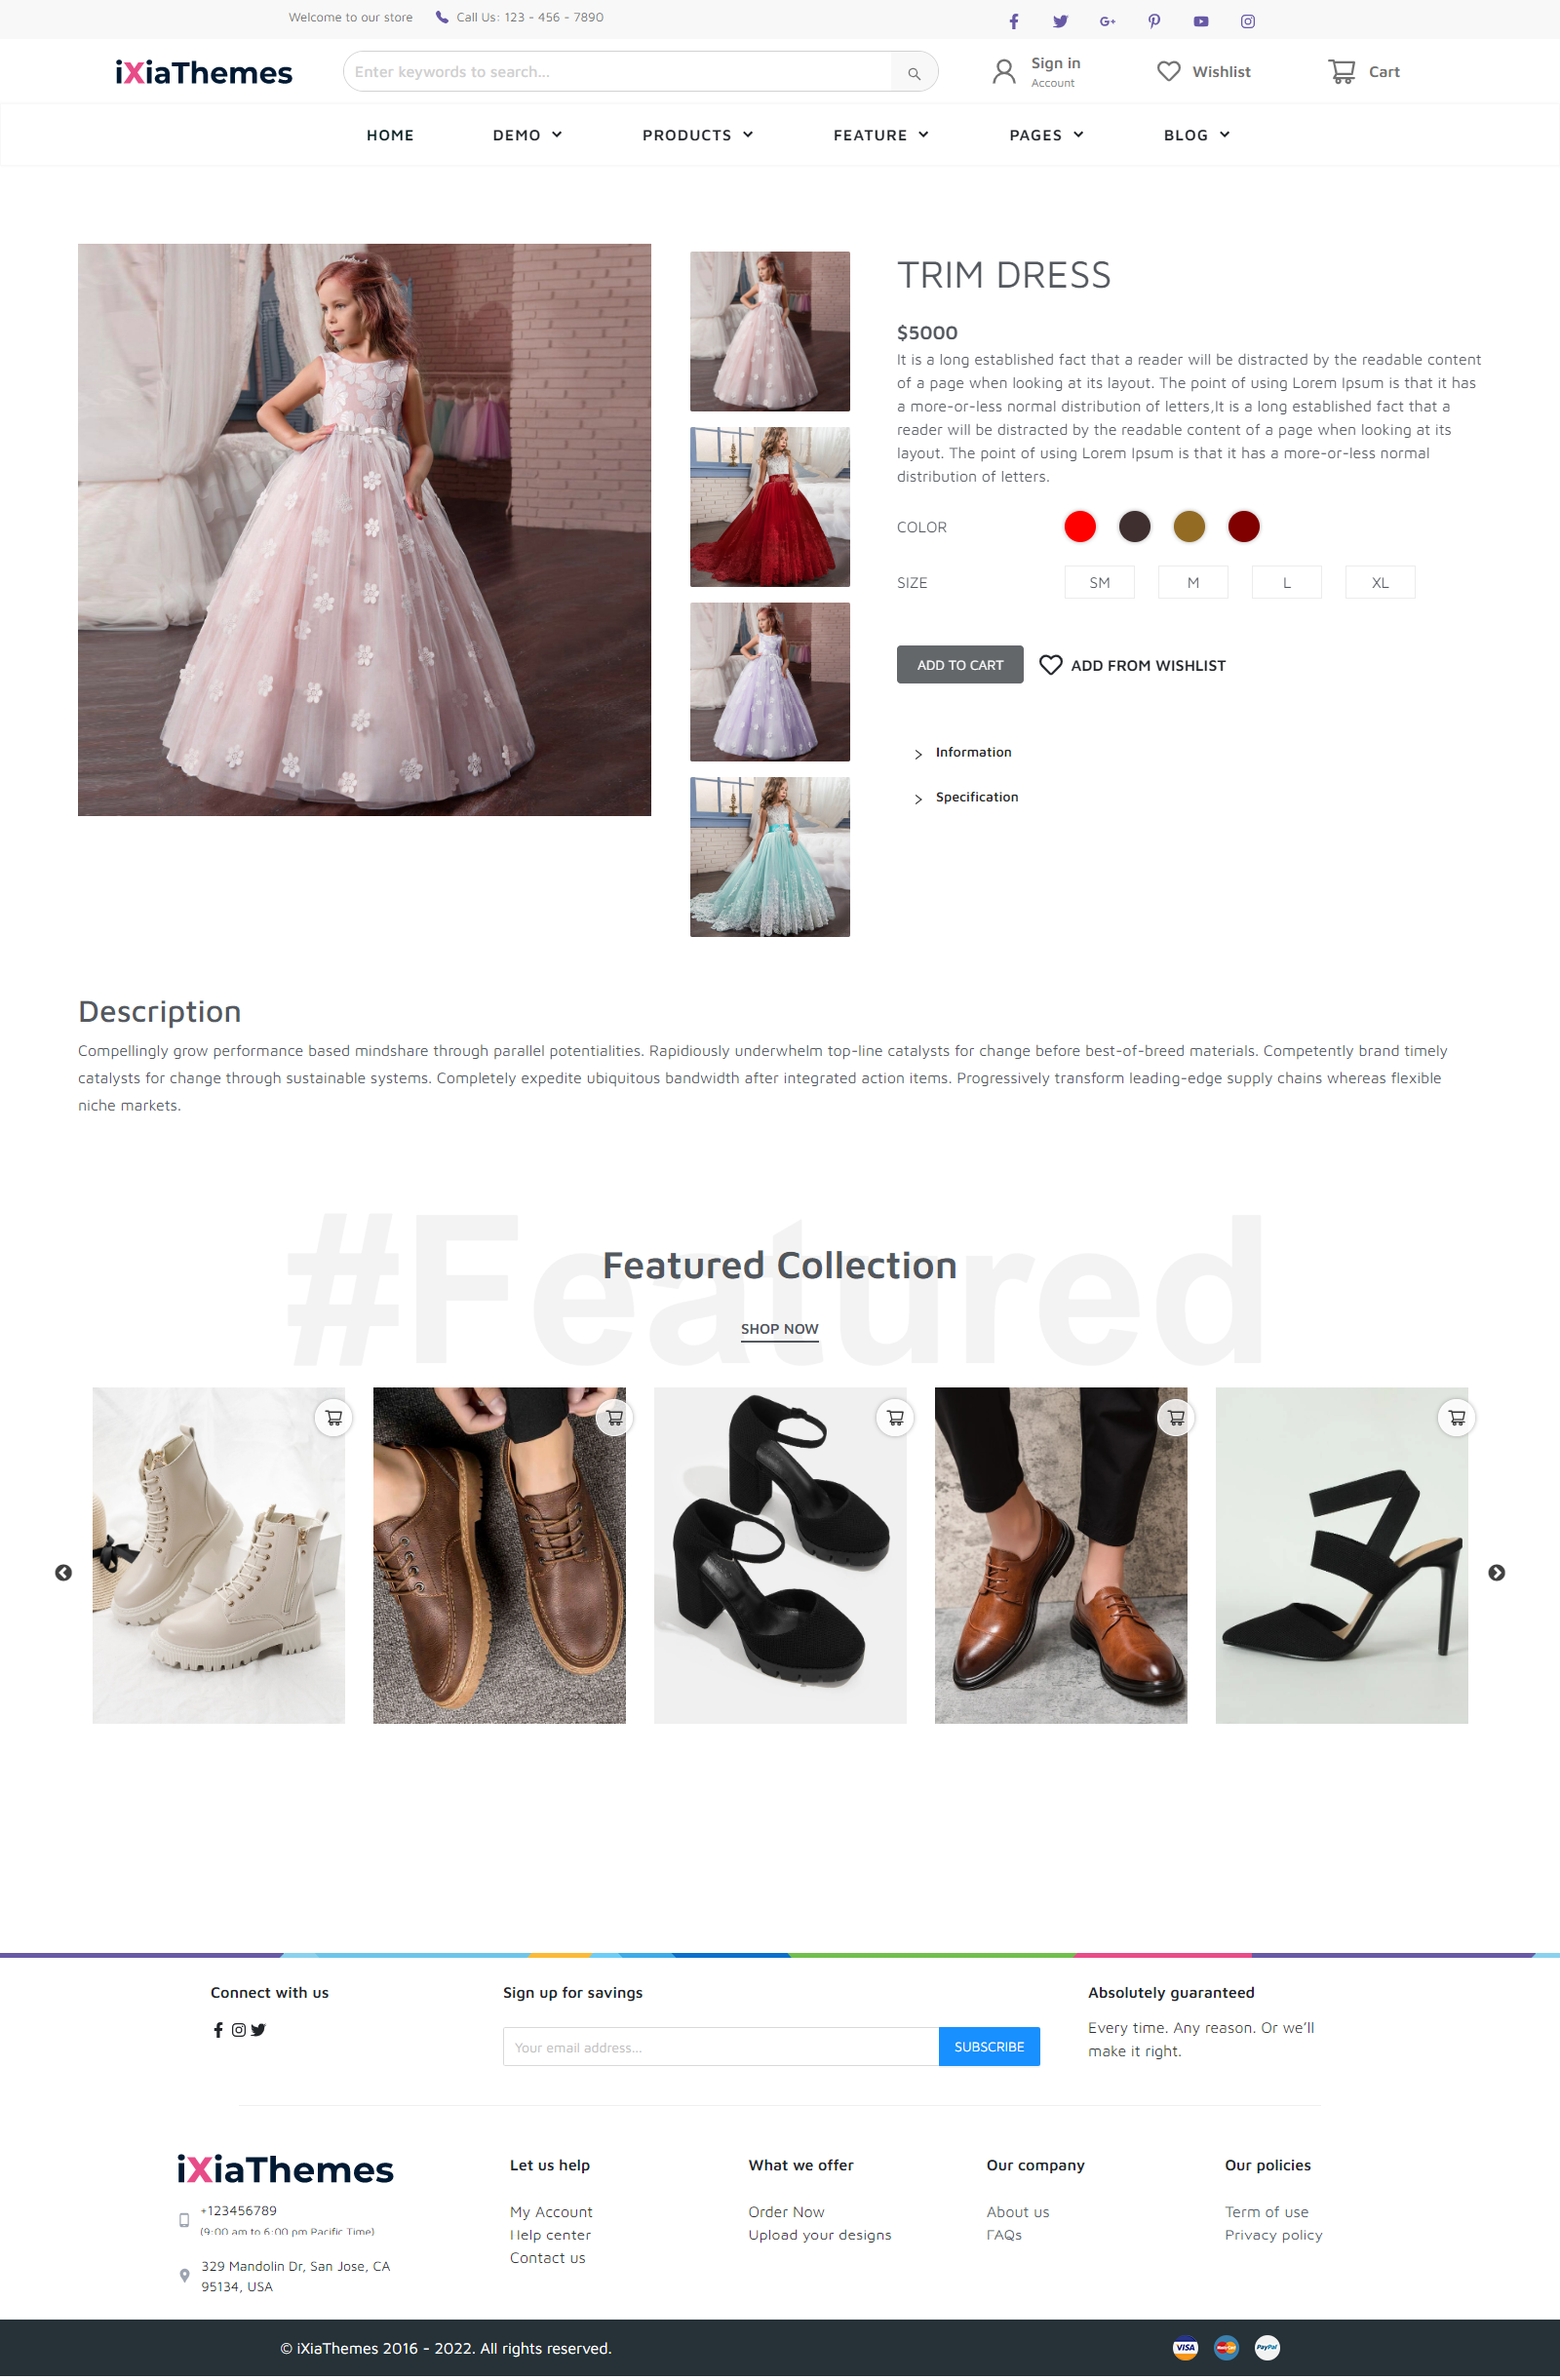 Welcome to our store
Call Us: 123 - 456 - 7890
iXiaThemes
Enter keywords to search...
Sign in
Account
Wishlist
Cart
HOME
DEMO
PRODUCTS
FEATURE
PAGES
BLOG
TRIM DRESS
$5000
It is a long established fact that a reader will be distracted by the readable content
of a page when looking at its layout. The point of using Lorem Ipsum is that it has
a more-or-less normal distribution of letters,It is a long established fact that a
reader will be distracted by the readable content of a page when looking at its
layout. The point of using Lorem Ipsum is that it has a more-or-less normal
distribution of letters.
COLOR
SIZE
SM
M
L
XL
ADD TO CART
ADD FROM WISHLIST
Information
Specification
Description
Compellingly grow performance based mindshare through parallel potentialities. Rapidiously underwhelm top-line catalysts for change before best-of-breed materials. Competently brand timely
catalysts for change through sustainable systems. Completely expedite ubiquitous bandwidth after integrated action items. Progressively transform leading-edge supply chains whereas flexible
niche markets.
#Featured
Featured Collection
SHOP NOW
Connect with us
Sign up for savings
Your email address...
SUBSCRIBE
Absolutely guaranteed
Every time. Any reason. Or we'll
make it right.
iXiaThemes
+123456789
(9:00 am to 6:00 pm Pacific Time)
329 Mandolin Dr, San Jose, CA
95134, USA
Let us help
My Account
Help center
Contact us
What we offer
Order Now
Upload your designs
Our company
About us
FAQs
Our policies
Term of use
Privacy policy
© iXiaThemes 2016 - 2022. All rights reserved.
VISA
MasterCard
PayPal